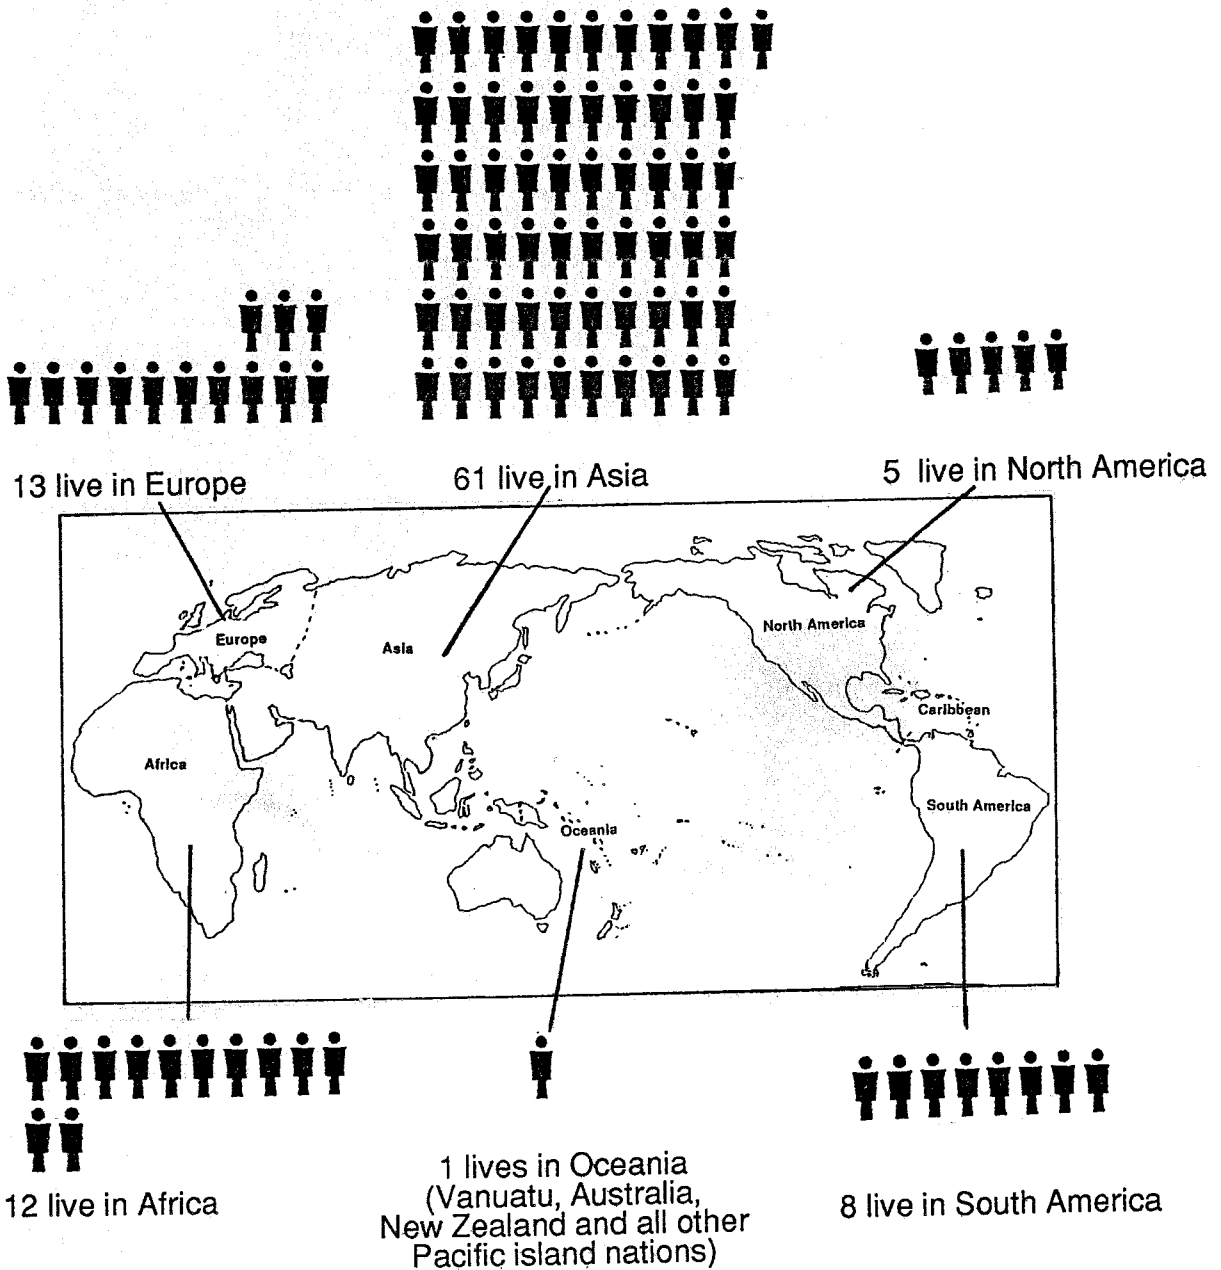 13 live in Europe
61 live in Asia
5 live in North America
Europe
Asia
North America
Caribbean
Africa
South America
Oceania
12 live in Africa
1 lives in Oceania
(Vanuatu, Australia,
New Zealand and all other
Pacific island nations)
8 live in South America